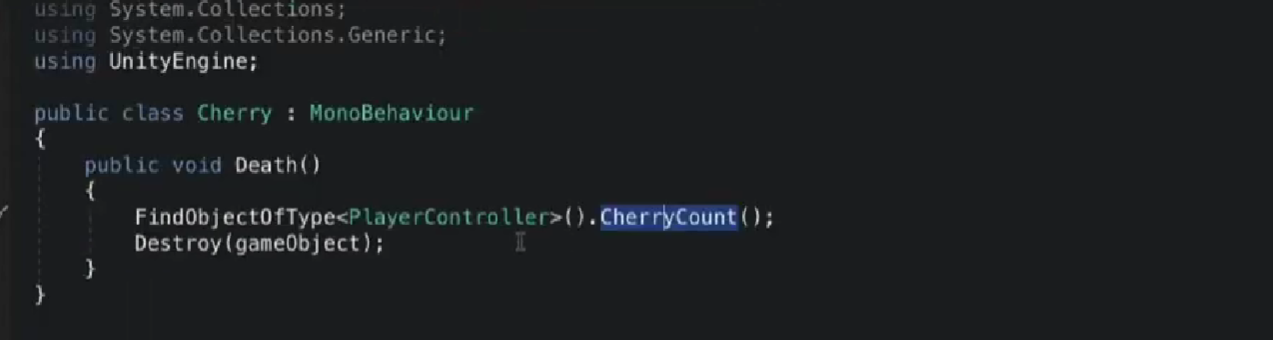 using System.Collections;
using System.Collections.Generic;
using UnityEngine;
public class Cherry : MonoBehaviour
{
public void Death()
{
FindObjectOfType<PlayerController>().CherryCount();
Destroy(gameObject);
}
}